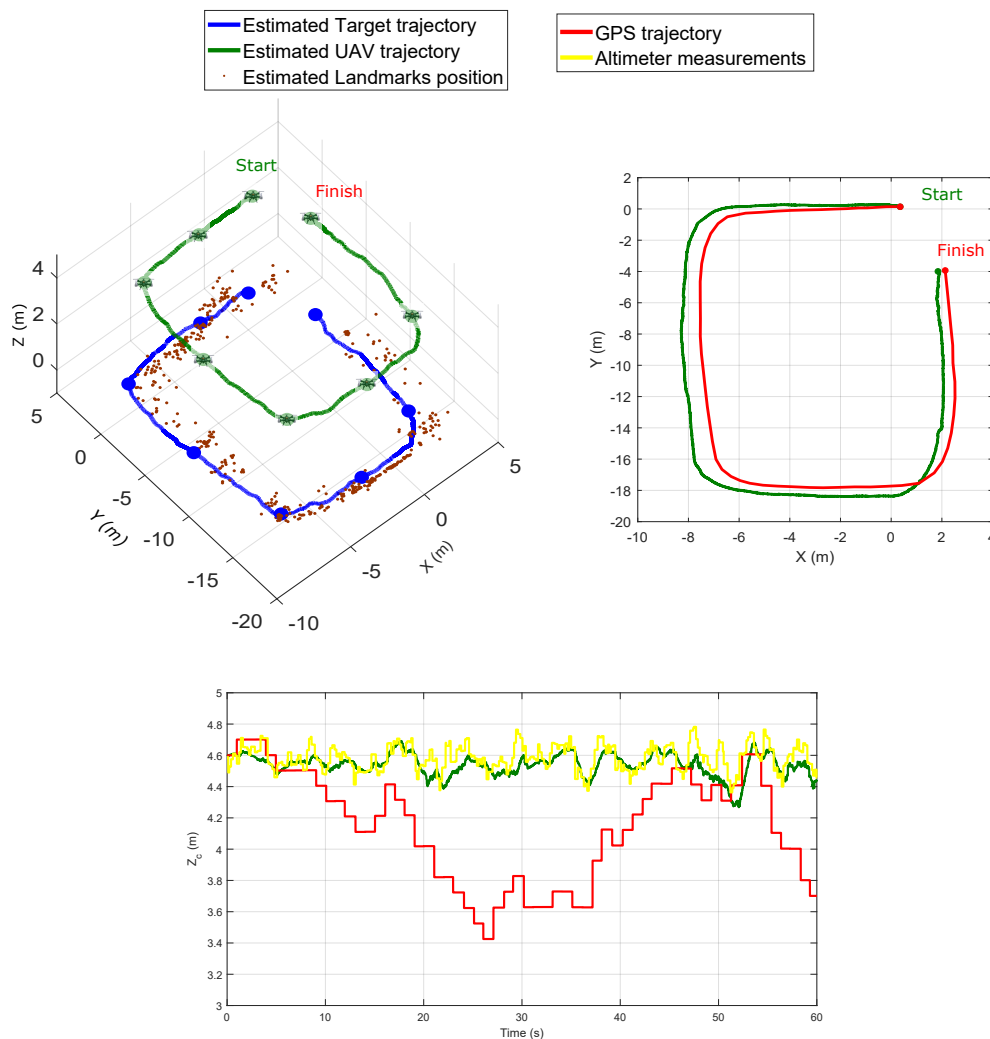 Estimated Target trajectory
Estimated UAV trajectory
Estimated Landmarks position
GPS trajectory
Altimeter measurements
Start
Finish
4
2
0
Z (m)
5
0
-5
-10
-15
-20
Y (m)
-10
-5
0
5
X (m)
2
0
-2
-4
-6
-8
-10
-12
-14
-16
-18
-20
Y (m)
Start
Finish
-10 -8 -6 -4 -2 0 2 4
X (m)
5
4.8
4.6
4.4
4.2
4
3.8
3.6
3.4
3.2
3
Z_c (m)
0 10 20 30 40 50 60
Time (s)